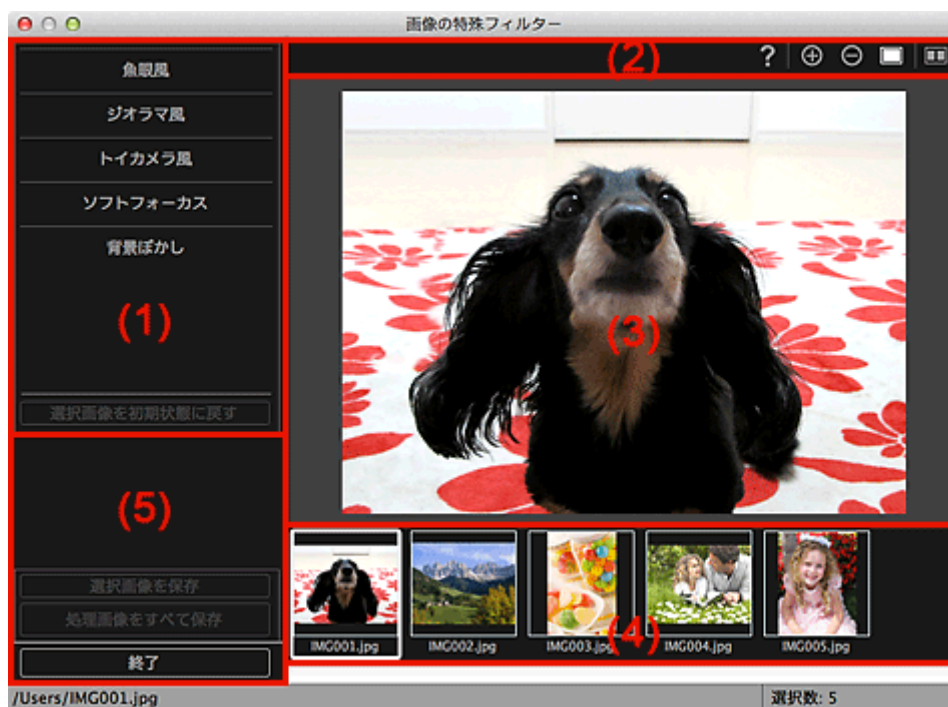 画像の特殊フィルター
魚眼風
ジオラマ風
トイカメラ風
ソフトフォーカス
背景ぼかし
(1)
選択画像を初期状態に戻す
(2)
?
(3)
(5)
選択画像を保存
処理画像をすべて保存
終了
IMG001.jpg
IMG002.jpg
IMG003.jpg
(4)
IMG004.jpg
IMG005.jpg
/Users/IMG001.jpg
選択数: 5